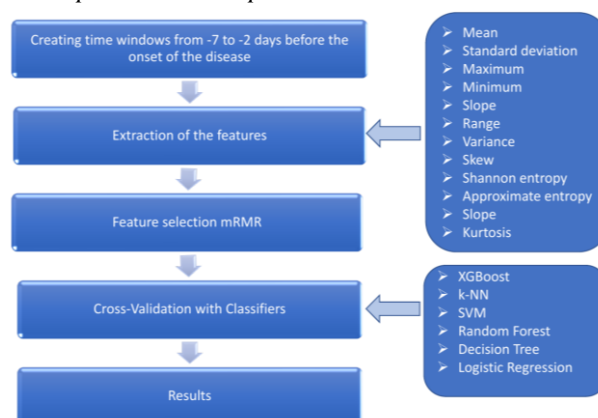 Creating time windows from -7 to -2 days before the
onset of the disease
Extraction of the features
Feature selection mRMR
Cross-Validation with Classifiers
Results
Mean
Standard deviation
Maximum
Minimum
Slope
Range
Variance
Skew
Shannon entropy
Approximate entropy
Slope
Kurtosis
XGBoost
k-NN
SVM
Random Forest
Decision Tree
Logistic Regression